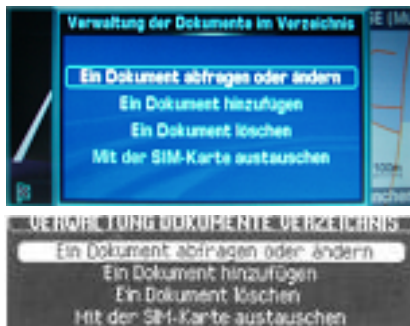 Verwaltung der Dokumente im Verzeichnis
Ein Dokument abfragen oder ändern
Ein Dokument hinzufügen
Ein Dokument löschen
Mit der SIM-Karte austauschen
100m
VERWALTUNG DOKUMENTE VERZEICHNIS
Ein Dokument abfragen oder ändern
Ein Dokument hinzufügen
Ein Dokument löschen
Mit der SIM-Karte austauschen